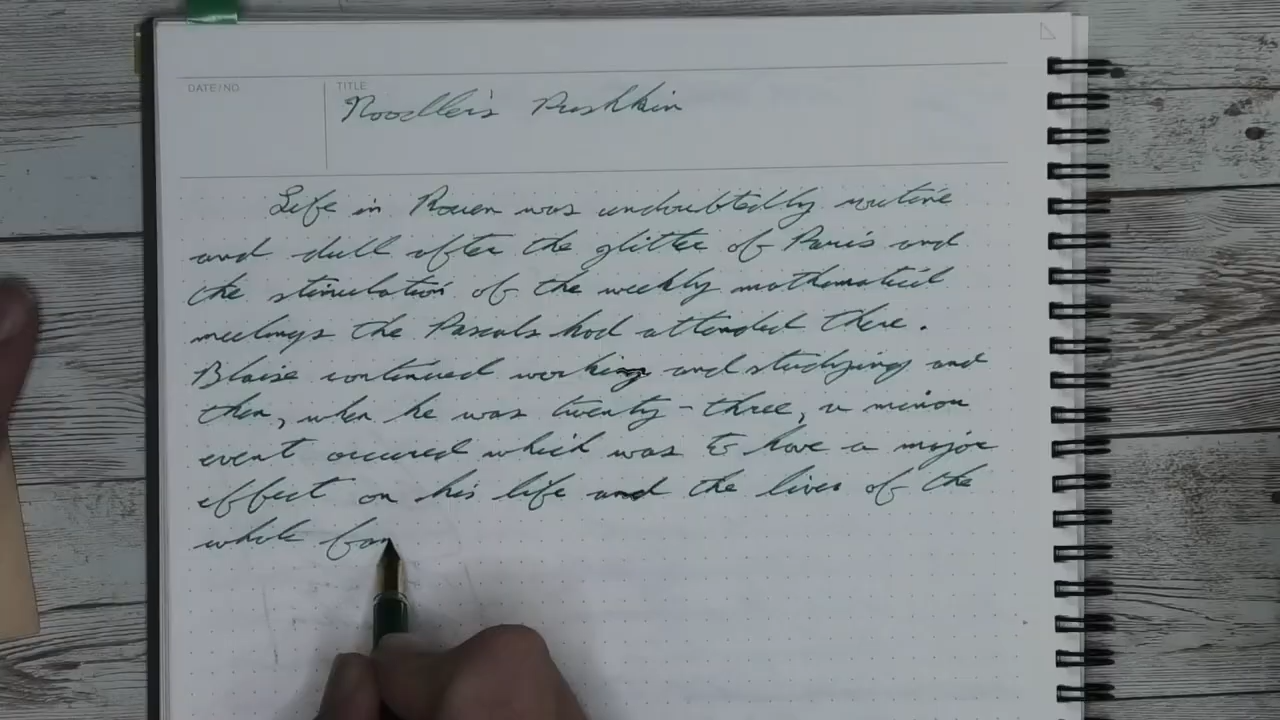 DATE/NO
TITLE
Noodler's Pushkin
Life in Rouen was undoubtedly routine
and dull after the glitter of Paris and
the stimulation of the weekly mathematical
meetings the Pascals had attended there.
Blaise continued working and studying and
then, when he was twenty-three, a minor
event occured which was to have a major
effect on his life and the lives of the
whole fam